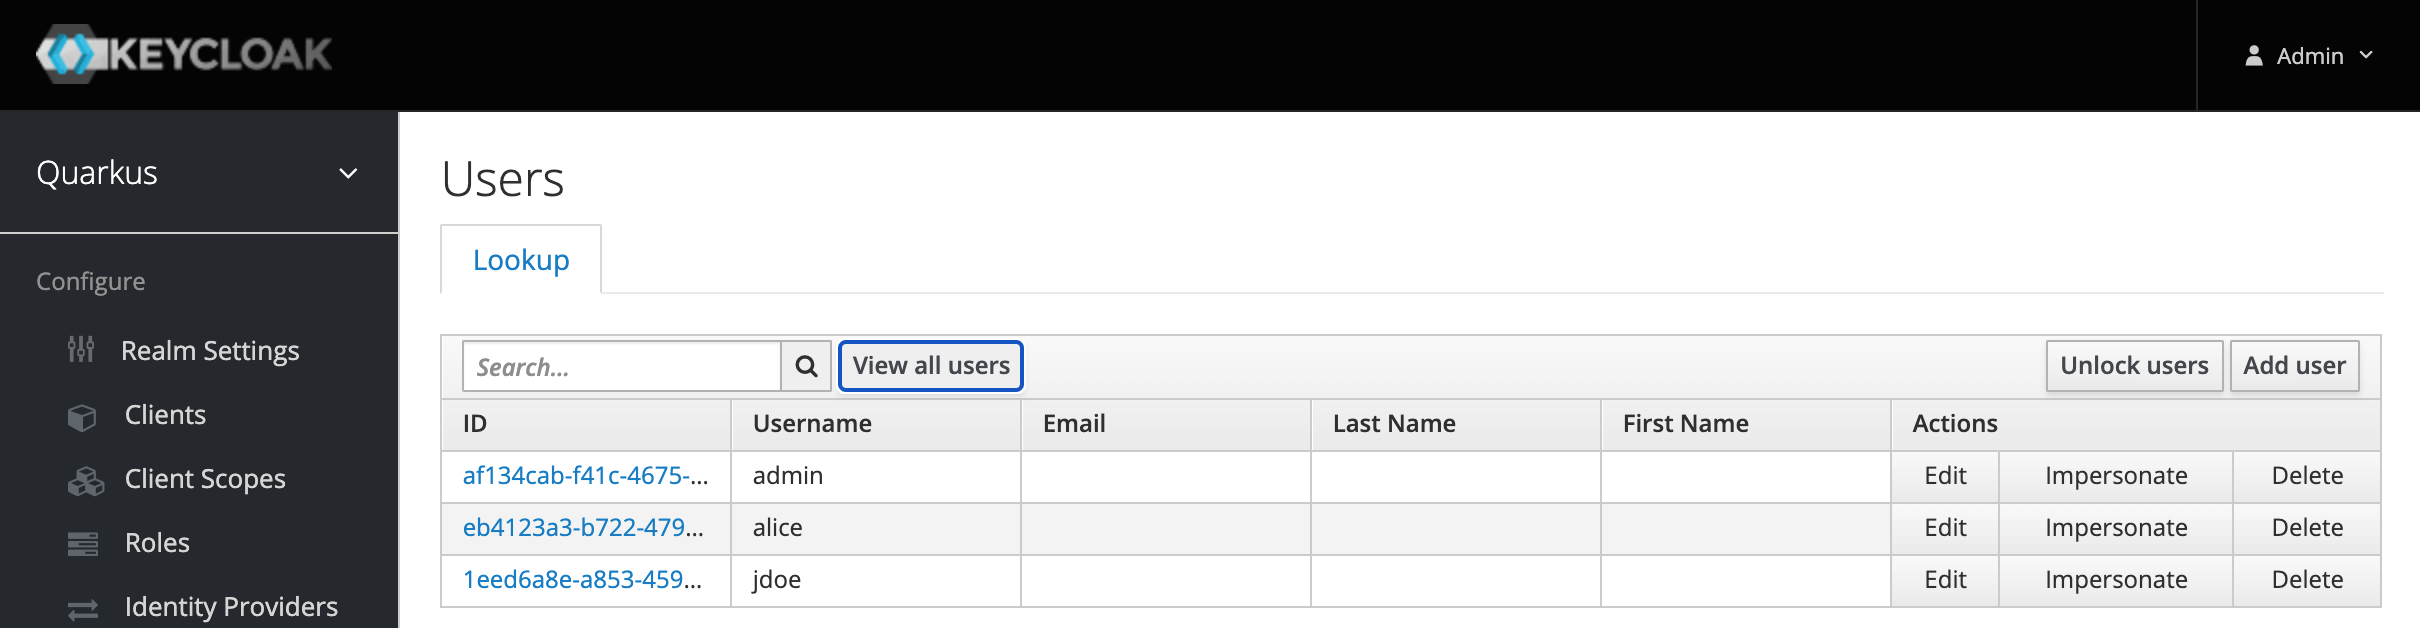 KEYCLOAK
Admin
Quarkus
Configure
Realm Settings
Clients
Client Scopes
Roles
Identity Providers
Users
Lookup
Search... View all users Unlock users Add user
ID Username Email Last Name First Name Actions
af134cab-f41c-4675-... admin Edit Impersonate Delete
eb4123a3-b722-479... alice Edit Impersonate Delete
1eed6a8e-a853-459... jdoe Edit Impersonate Delete